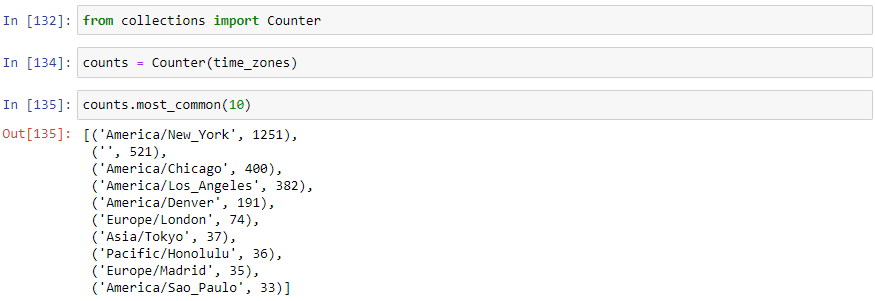 In [132]: from collections import Counter
In [134]: counts = Counter(time_zones)
In [135]: counts.most_common(10)
Out[135]: [('America/New_York', 1251),
('', 521),
('America/Chicago', 400),
('America/Los_Angeles', 382),
('America/Denver', 191),
('Europe/London', 74),
('Asia/Tokyo', 37),
('Pacific/Honolulu', 36),
('Europe/Madrid', 35),
('America/Sao_Paulo', 33)]